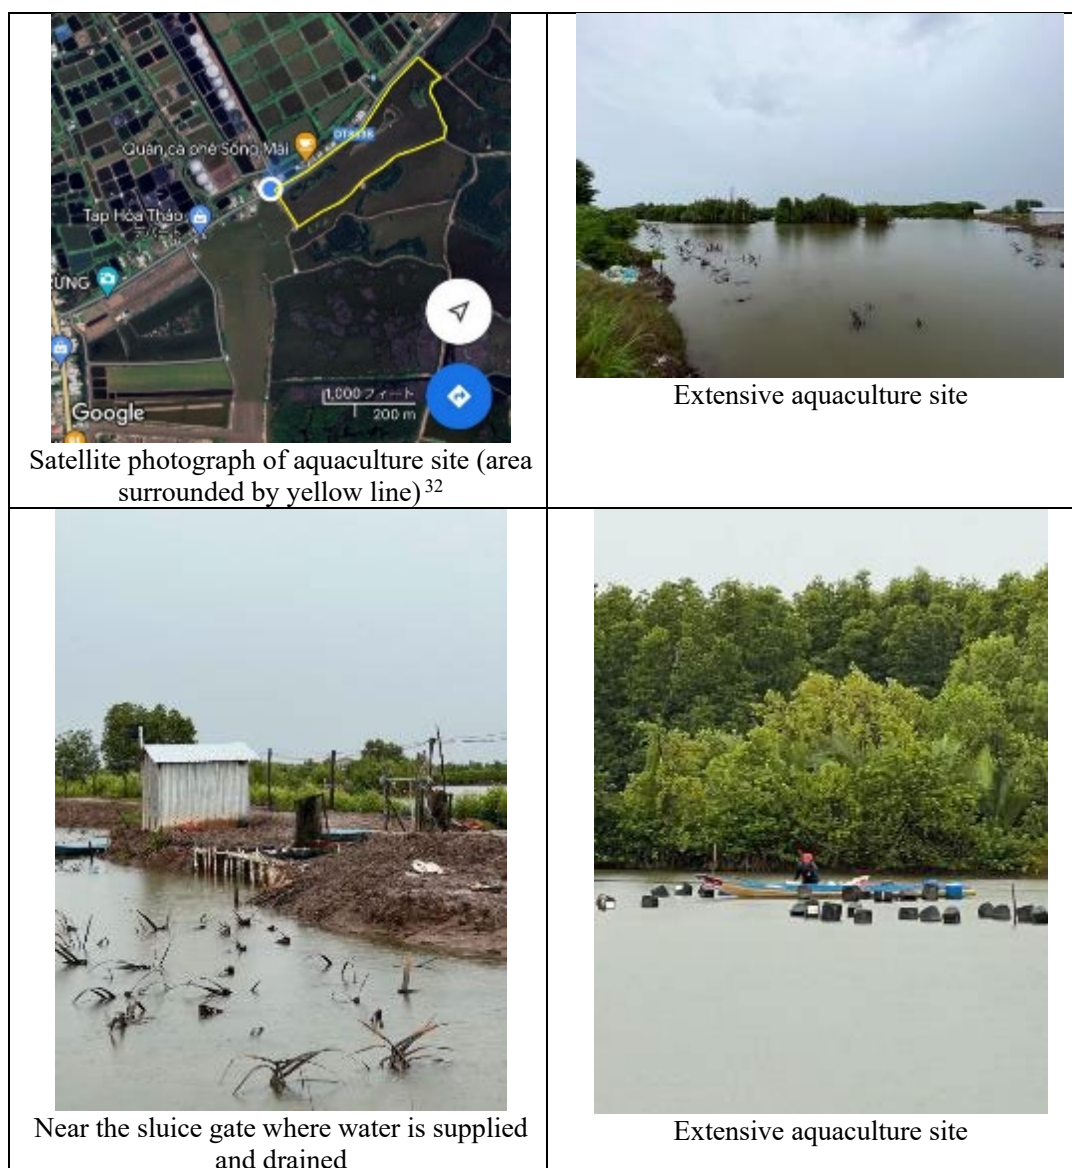 ĐT883B
Quán cà phê Sông Mái
Tạp Hóa Thảo
Google
1,000 フィート
200 m
Satellite photograph of aquaculture site (area
surrounded by yellow line) 32
Extensive aquaculture site
Near the sluice gate where water is supplied
and drained
Extensive aquaculture site